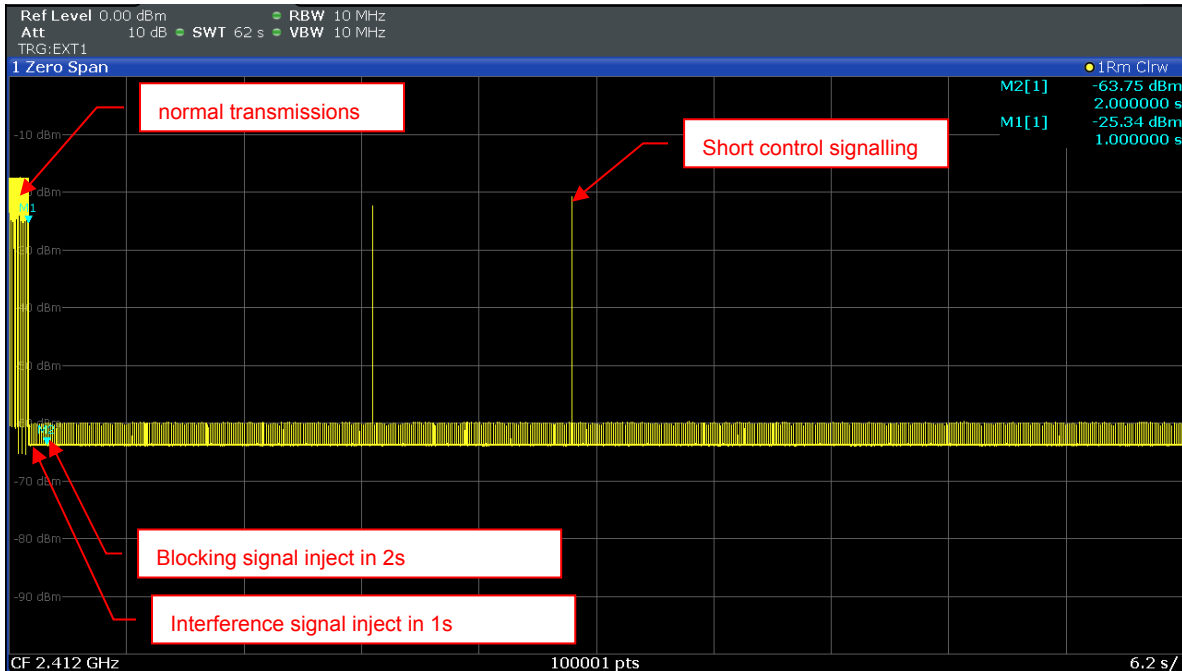 Ref Level 0.00 dBm RBW 10 MHz
Att 10 dB SWT 62 s VBW 10 MHz
TRG:EXT1
1 Zero Span 1Rm Clrw
M2[1] -63.75 dBm
2.000000 s
M1[1] -25.34 dBm
1.000000 s
normal transmissions
-10 dBm
Short control signalling
dBm
M1
dBm
-40 dBm
dBm
M2
-70 dBm
-80 dBm
Blocking signal inject in 2s
-90 dBm
Interference signal inject in 1s
CF 2.412 GHz 100001 pts 6.2 s/